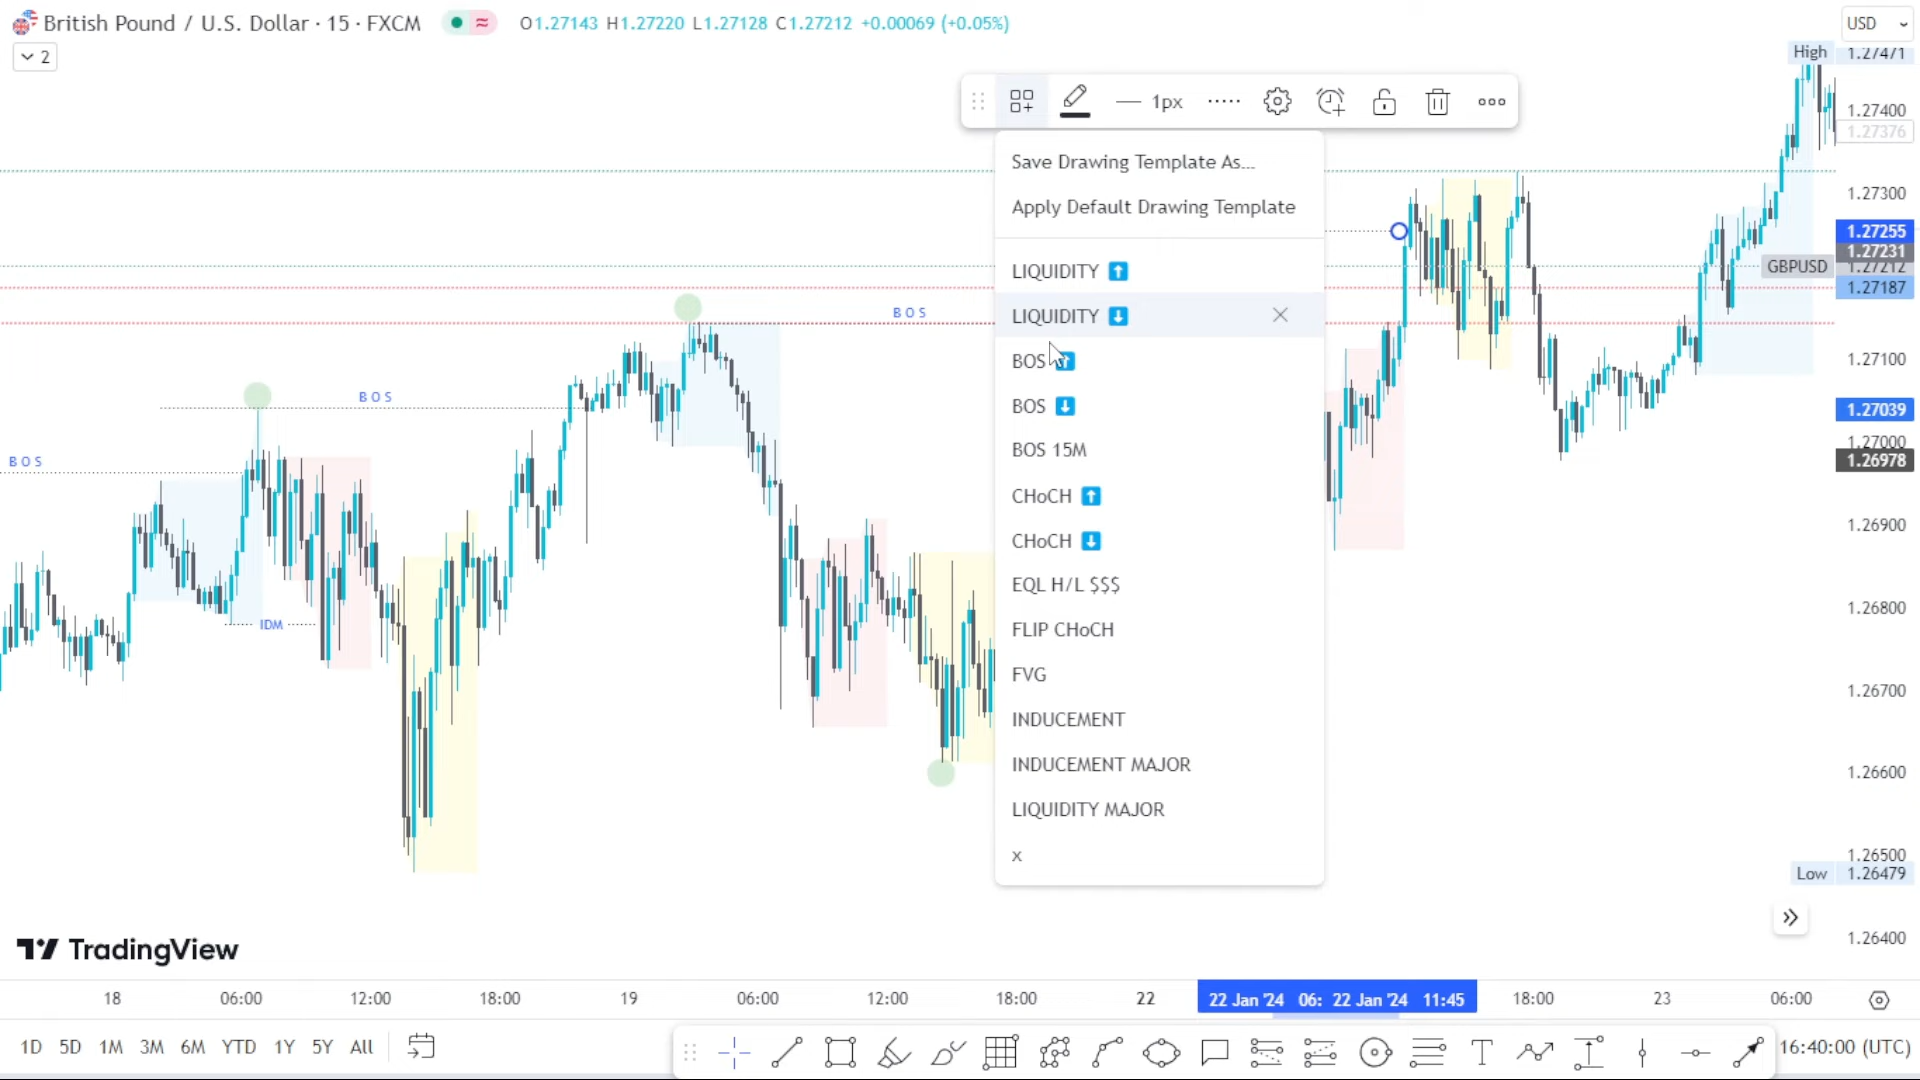 British Pound / U.S. Dollar · 15 · FXCM
O1.27143 H1.27220 L1.27128 C1.27212 +0.00069 (+0.05%)
USD
2
High 1.27471
1px
1.27400
1.27376
Save Drawing Template As...
Apply Default Drawing Template
1.27300
1.27255
1.27231
GBPUSD 1.27212
1.27187
LIQUIDITY
LIQUIDITY
BOS
BOS
BOS
BOS 15M
CHoCH
CHoCH
EQL H/L $$$
FLIP CHoCH
FVG
INDUCEMENT
INDUCEMENT MAJOR
LIQUIDITY MAJOR
x
BOS
BOS
IDM
1.27100
1.27039
1.27000
1.26978
1.26900
1.26800
1.26700
1.26600
1.26500
Low 1.26479
1.26400
TradingView
18 06:00 12:00 18:00 19 06:00 12:00 18:00 22 22 Jan '24 06: 22 Jan '24 11:45 18:00 23 06:00
1D 5D 1M 3M 6M YTD 1Y 5Y All
16:40:00 (UTC)